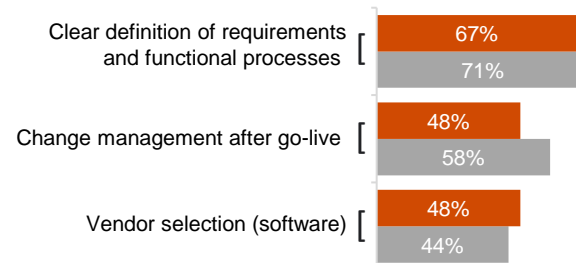 Clear definition of requirements
and functional processes
67%
71%
Change management after go-live
48%
58%
Vendor selection (software)
48%
44%